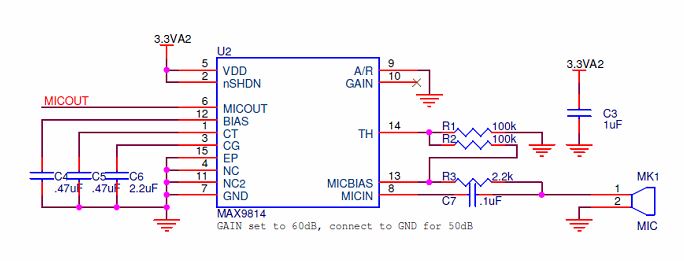 3.3VA2
U2
5 VDD A/R 9
2 nSHDN GAIN 10
3.3VA2
MICOUT
6 MICOUT
C3
1uF
12 BIAS
1 CT TH 14 R1 100k
3 CG R2 100k
15 EP
4 NC
11 NC2 MICBIAS 13 R3 2.2k
7 GND MICIN 8
C4 C5 C6
.47uF .47uF 2.2uF
C7 .1uF
MK1
1
2
MIC
MAX9814
GAIN set to 60dB, connect to GND for 50dB